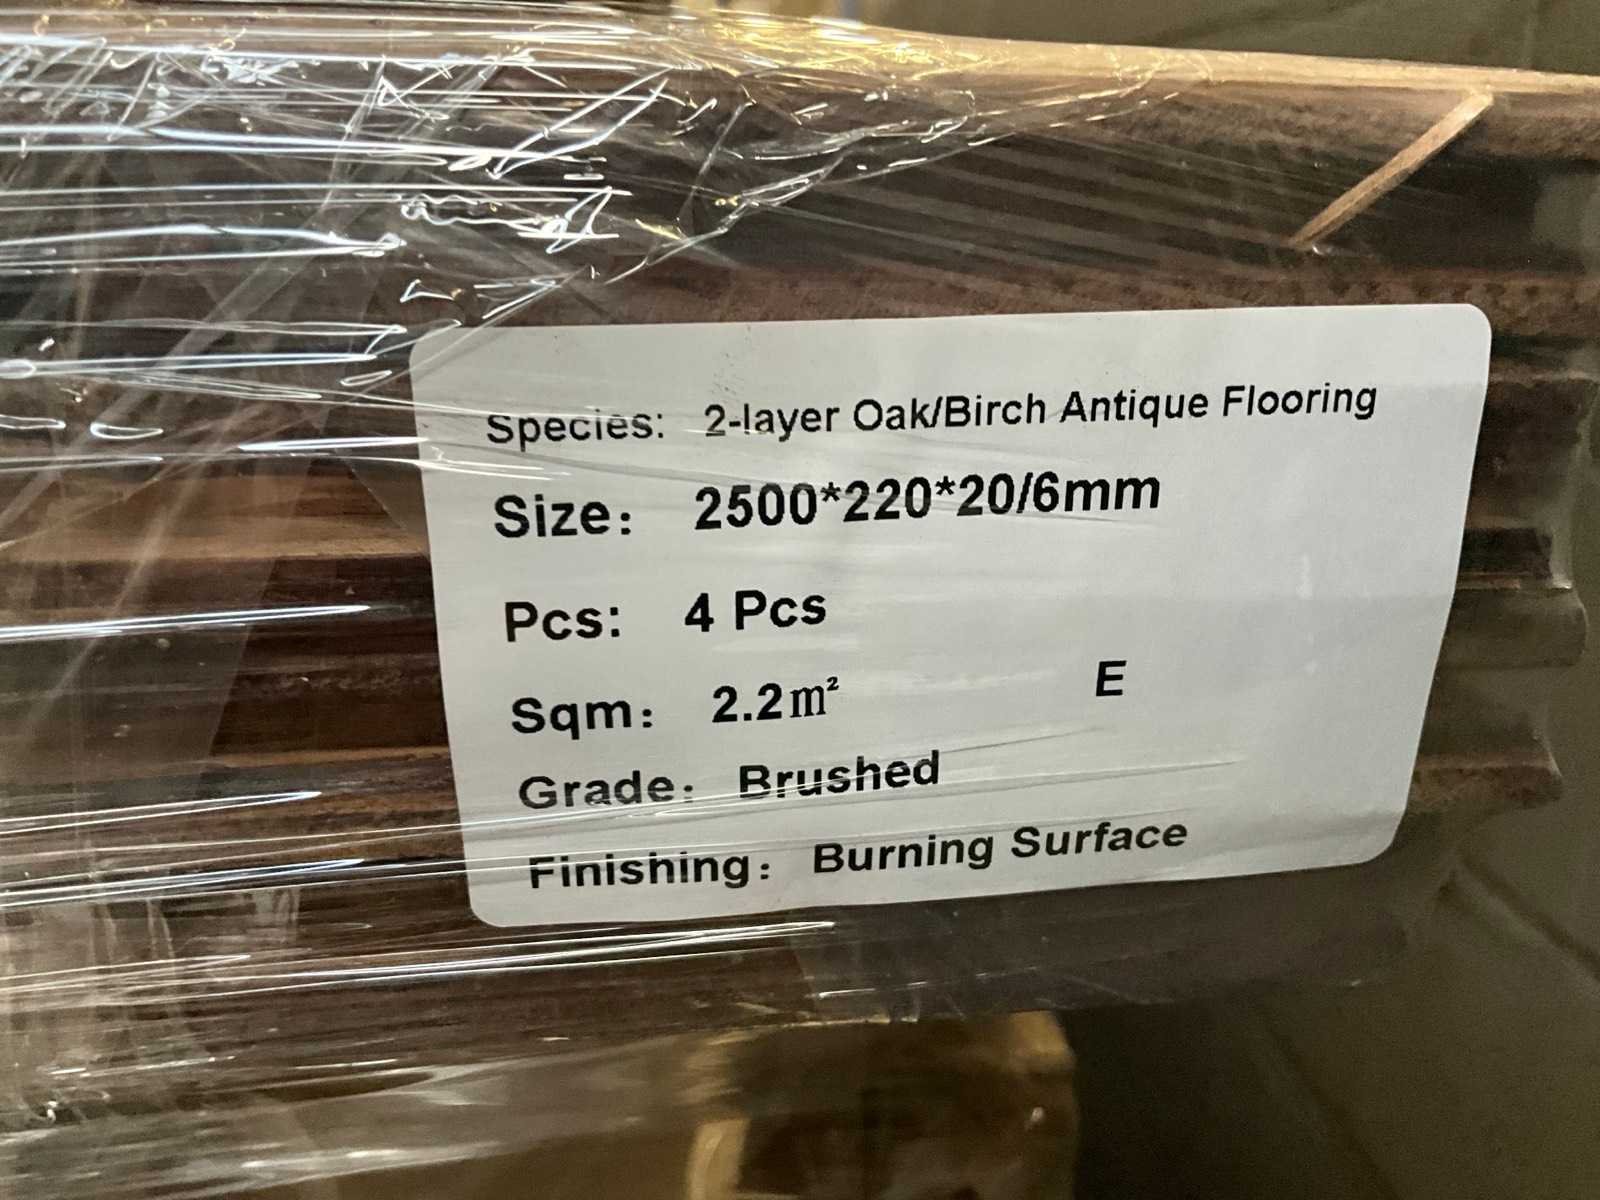 Species: 2-layer Oak/Birch Antique Flooring
Size: 2500*220*20/6mm
Pcs: 4 Pcs
Sqm: 2.2m² E
Grade: Brushed
Finishing: Burning Surface